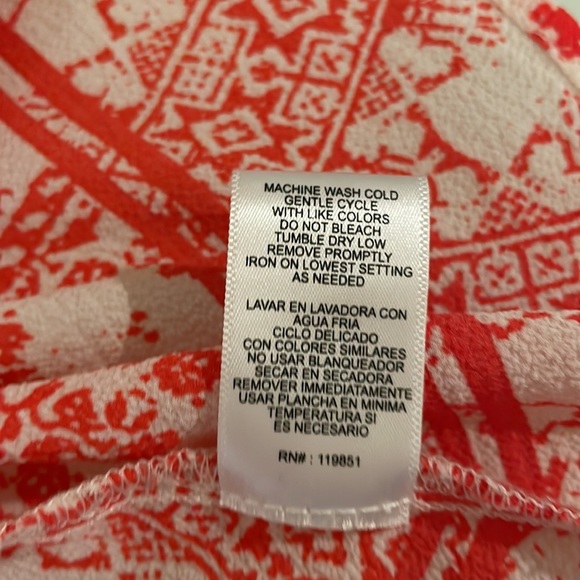 MACHINE WASH COLD
GENTLE CYCLE
WITH LIKE COLORS
DO NOT BLEACH
TUMBLE DRY LOW
REMOVE PROMPTLY
IRON ON LOWEST SETTING
AS NEEDED
LAVAR EN LAVADORA CON
AGUA FRIA
CICLO DELICADO
CON COLORES SIMILARES
NO USAR BLANQUEADOR
SECAR EN SECADORA
REMOVER IMMEDIATAMENTE
USAR PLANCHA EN MINIMA
TEMPERATURA SI
ES NECESARIO
RN# : 119851